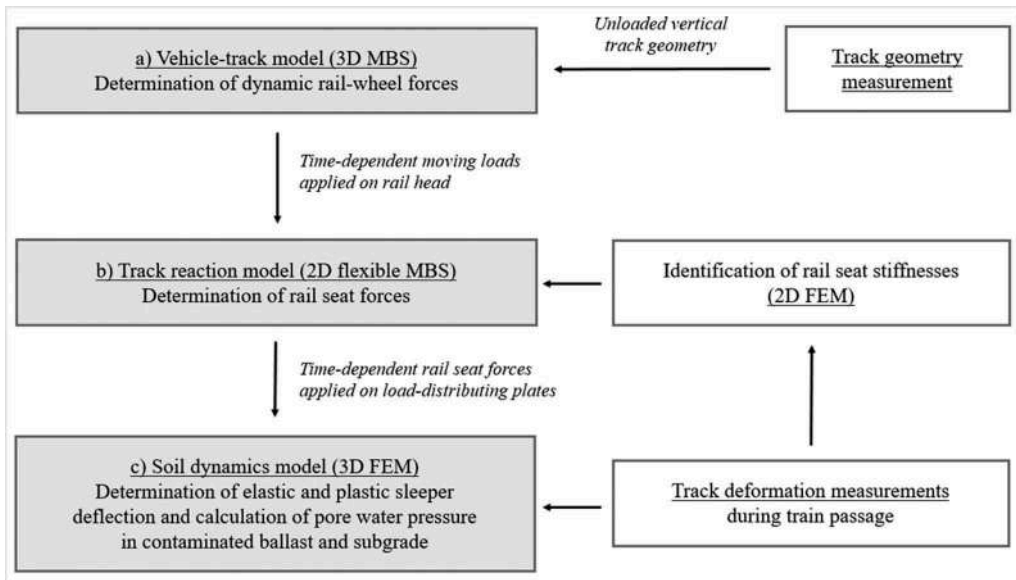 Unloaded vertical
track geometry
a) Vehicle-track model (3D MBS)
Determination of dynamic rail-wheel forces
Track geometry
measurement
Time-dependent moving loads
applied on rail head
b) Track reaction model (2D flexible MBS)
Determination of rail seat forces
Identification of rail seat stiffnesses
(2D FEM)
Time-dependent rail seat forces
applied on load-distributing plates
c) Soil dynamics model (3D FEM)
Determination of elastic and plastic sleeper
deflection and calculation of pore water pressure
in contaminated ballast and subgrade
Track deformation measurements
during train passage